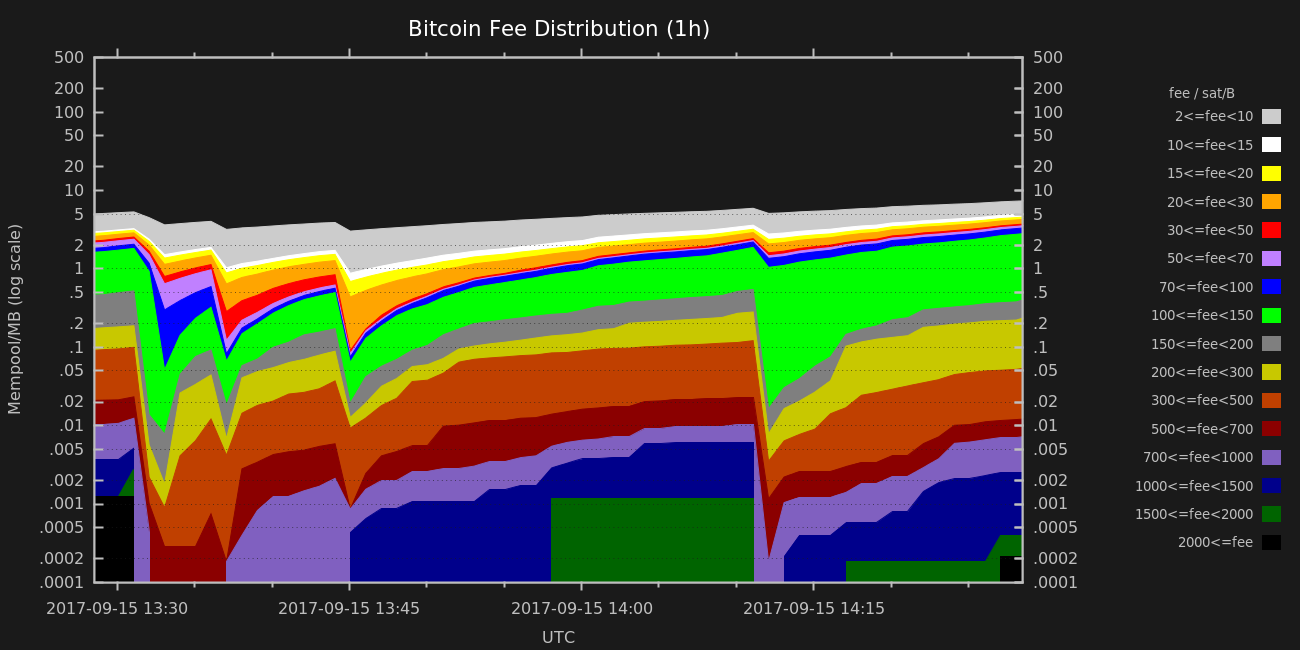 Bitcoin Fee Distribution (1h)
500 500
200 200
100 100
50 50
20 20
10 10
5 5
2 2
1 1
.5 .5
.2 .2
.1 .1
.05 .05
.02 .02
.01 .01
.005 .005
.002 .002
.001 .001
.0005 .0005
.0002 .0002
.0001 .0001
Mempool/MB (log scale)
2017-09-15 13:30 2017-09-15 13:45 2017-09-15 14:00 2017-09-15 14:15
UTC
fee / sat/B
2<=fee<10
10<=fee<15
15<=fee<20
20<=fee<30
30<=fee<50
50<=fee<70
70<=fee<100
100<=fee<150
150<=fee<200
200<=fee<300
300<=fee<500
500<=fee<700
700<=fee<1000
1000<=fee<1500
1500<=fee<2000
2000<=fee